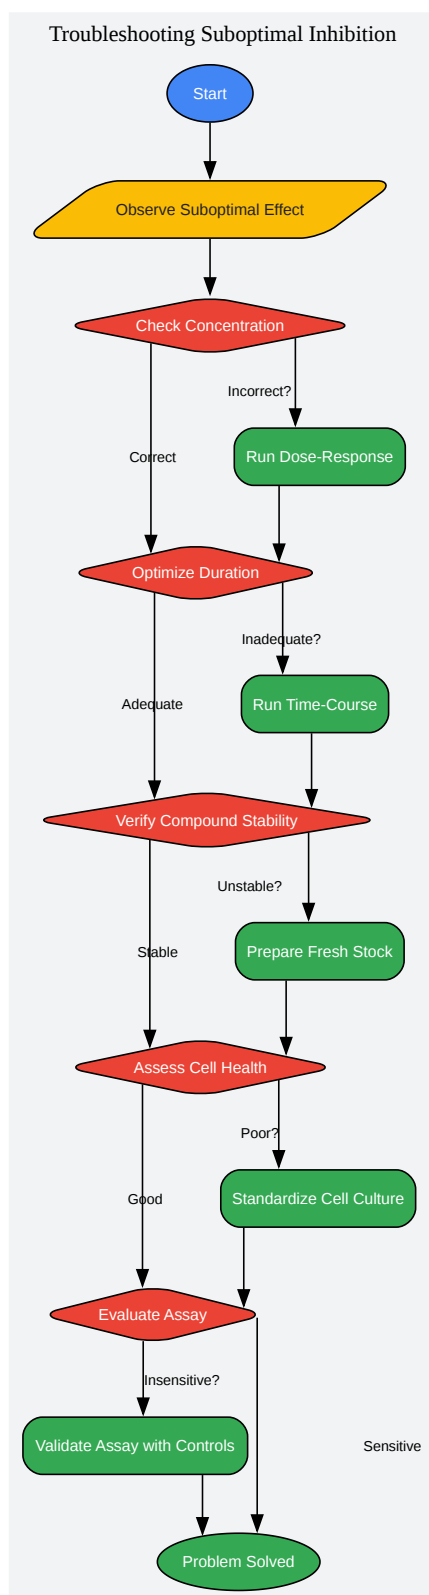 Troubleshooting Suboptimal Inhibition
Start
Observe Suboptimal Effect
Check Concentration
Incorrect?
Correct
Run Dose-Response
Optimize Duration
Inadequate?
Adequate
Run Time-Course
Verify Compound Stability
Unstable?
Stable
Prepare Fresh Stock
Assess Cell Health
Poor?
Good
Standardize Cell Culture
Evaluate Assay
Insensitive?
Validate Assay with Controls
Sensitive
Problem Solved